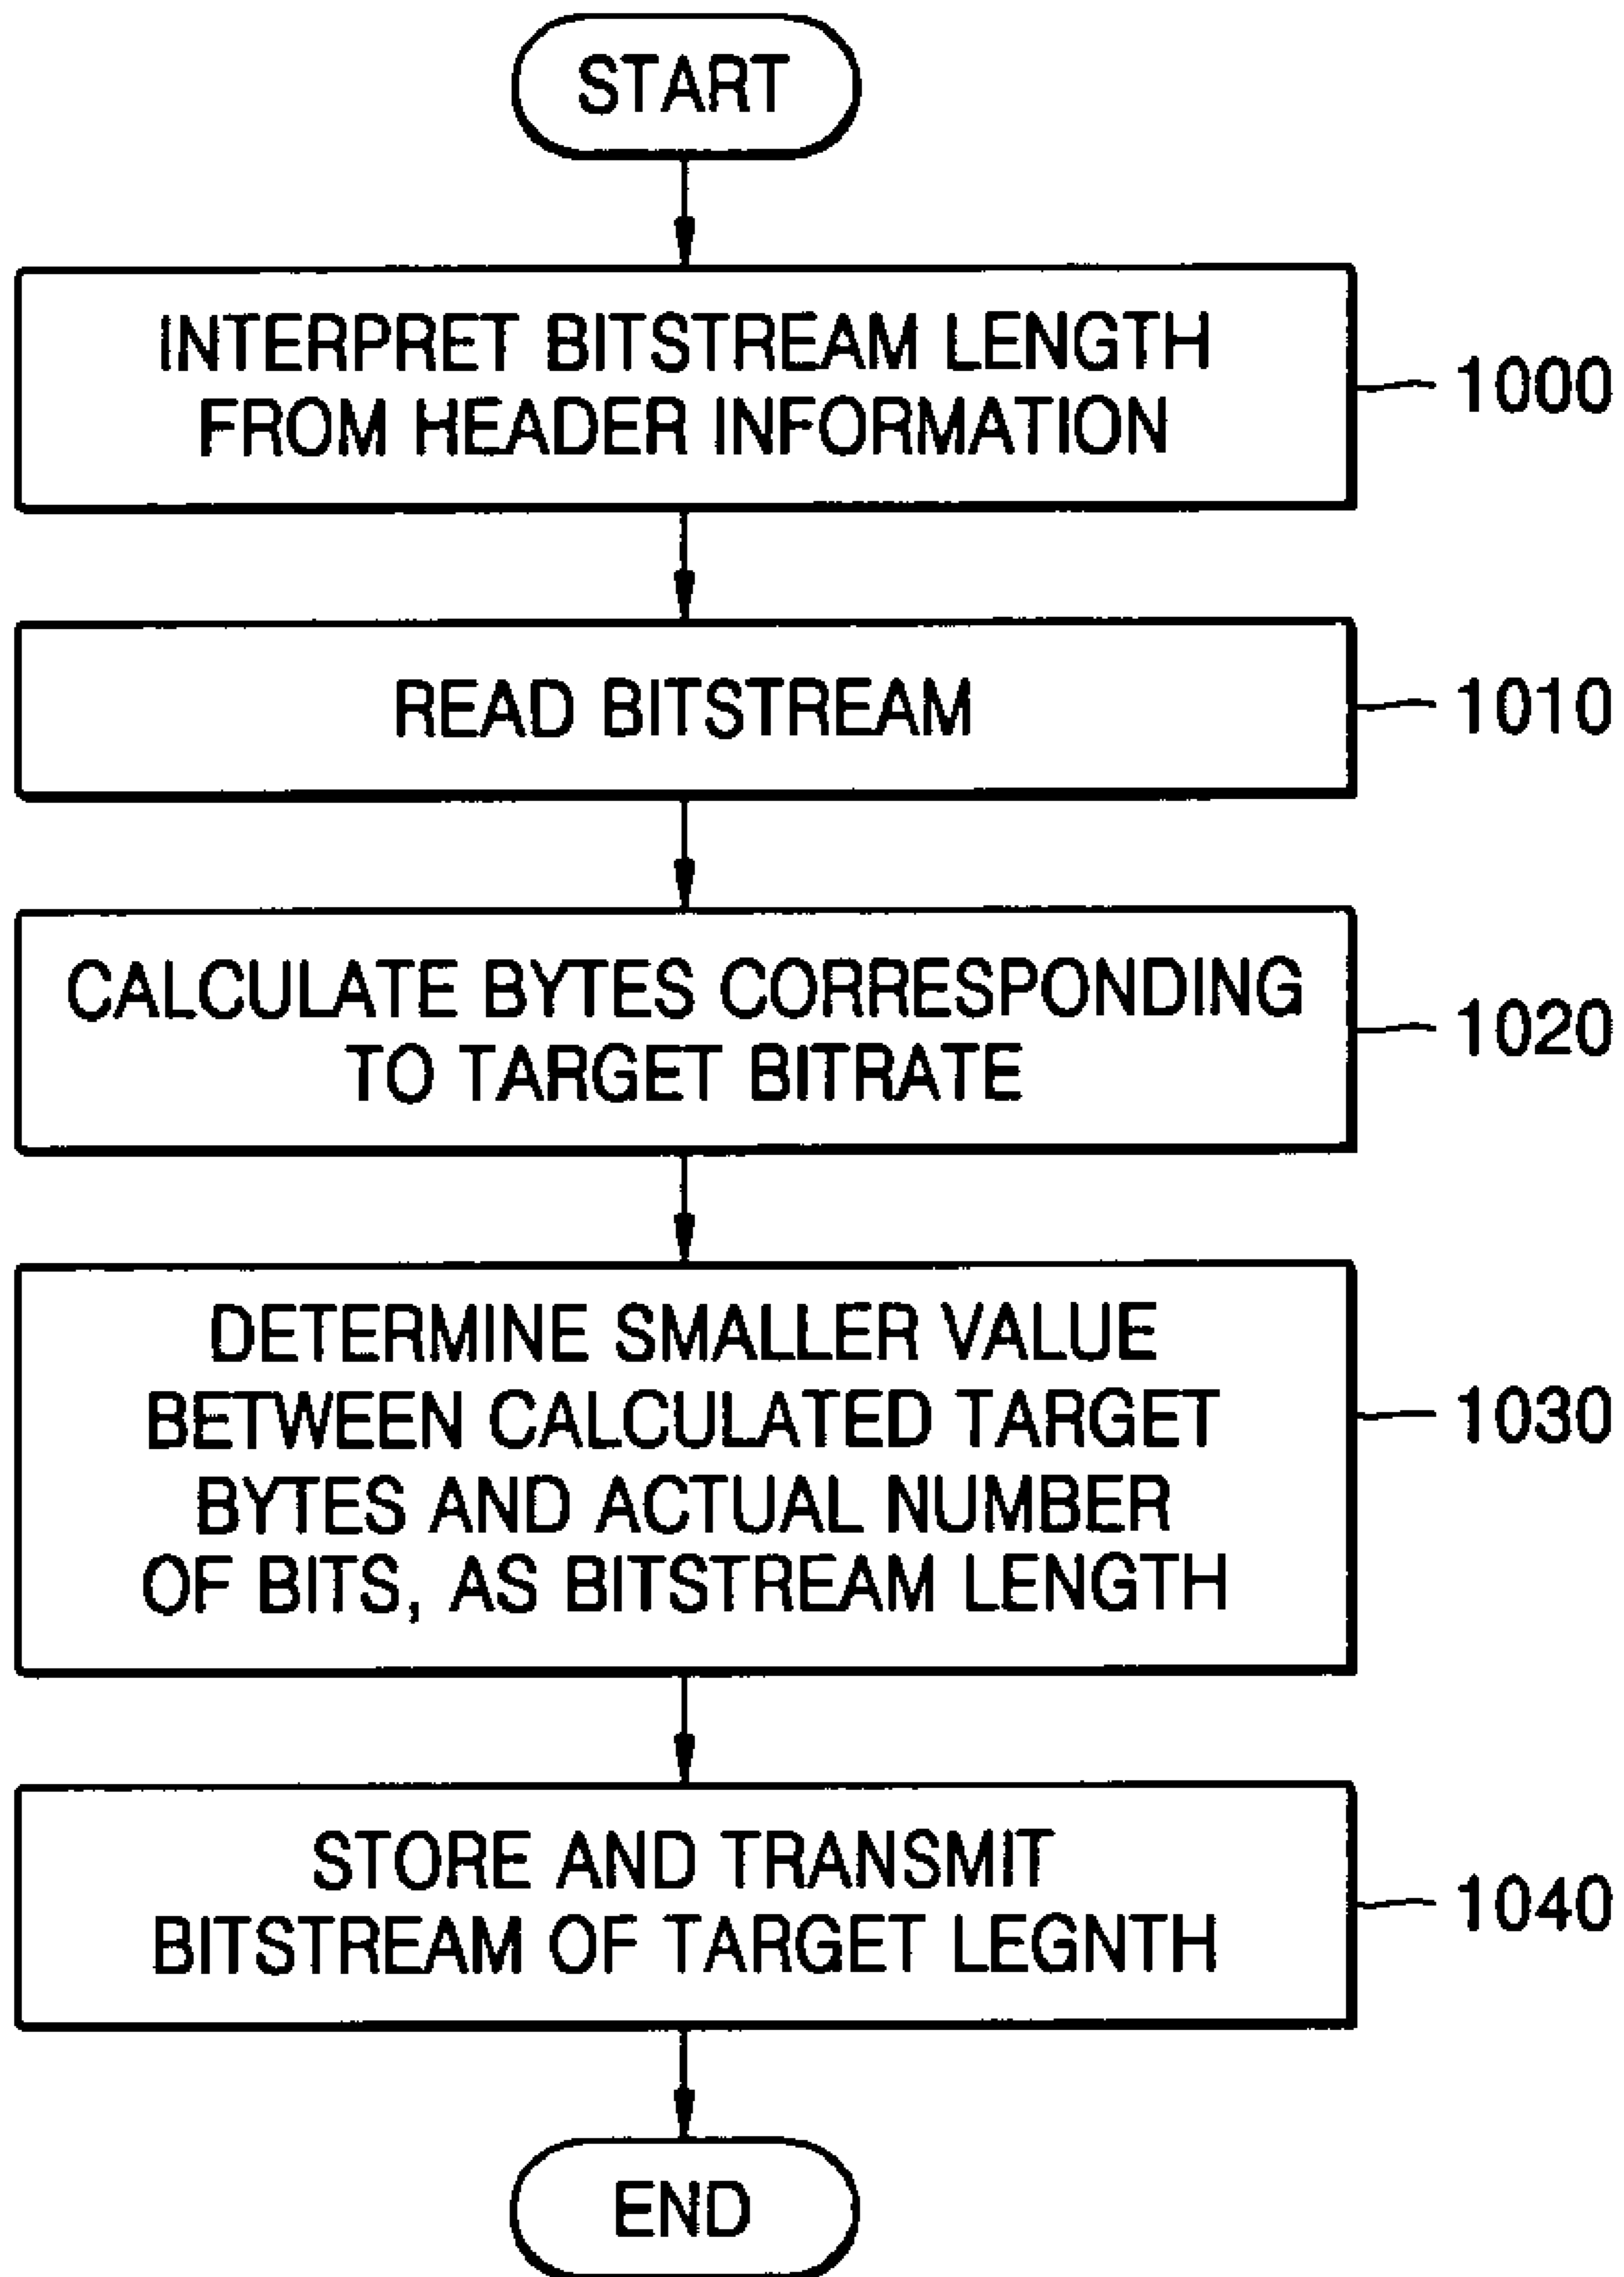 START
INTERPRET BITSTREAM LENGTH
FROM HEADER INFORMATION
1000
READ BITSTREAM
1010
CALCULATE BYTES CORRESPONDING
TO TARGET BITRATE
1020
DETERMINE SMALLER VALUE
BETWEEN CALCULATED TARGET
BYTES AND ACTUAL NUMBER
OF BITS, AS BITSTREAM LENGTH
1030
STORE AND TRANSMIT
BITSTREAM OF TARGET LEGNTH
1040
END